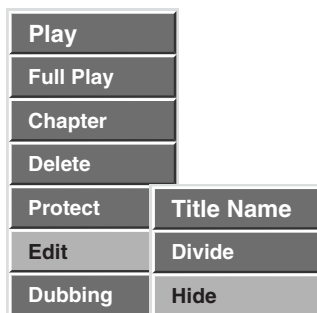 Play
Full Play
Chapter
Delete
Protect
Title Name
Edit
Divide
Dubbing
Hide